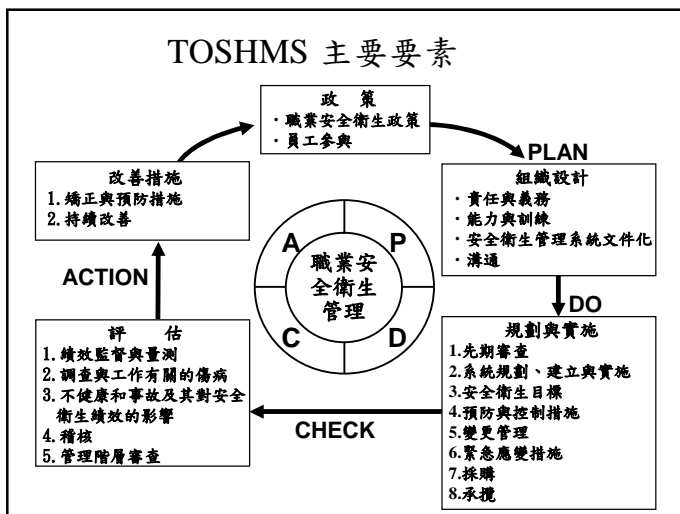 TOSHMS 主要要素
政 策
·職業安全衛生政策
·員工參與
PLAN
組織設計
·責任與義務
·能力與訓練
·安全衛生管理系統文件化
·溝通
DO
規劃與實施
1.先期審查
2.系統規劃、建立與實施
3.安全衛生目標
4.預防與控制措施
5.變更管理
6.緊急應變措施
7.採購
8.承攬
CHECK
評 估
1.績效監督與量測
2.調查與工作有關的傷病
3.不健康和事故及其對安全
衛生績效的影響
4.稽核
5.管理階層審查
ACTION
改善措施
1.矯正與預防措施
2.持續改善
A
P
職業安
全衛生
管理
C
D